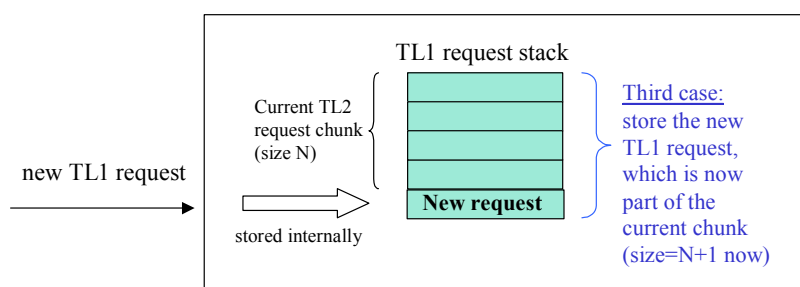 TL1 request stack
Current TL2
request chunk
(size N)
new TL1 request
New request
stored internally
Third case:
store the new
TL1 request,
which is now
part of the
current chunk
(size=N+1 now)